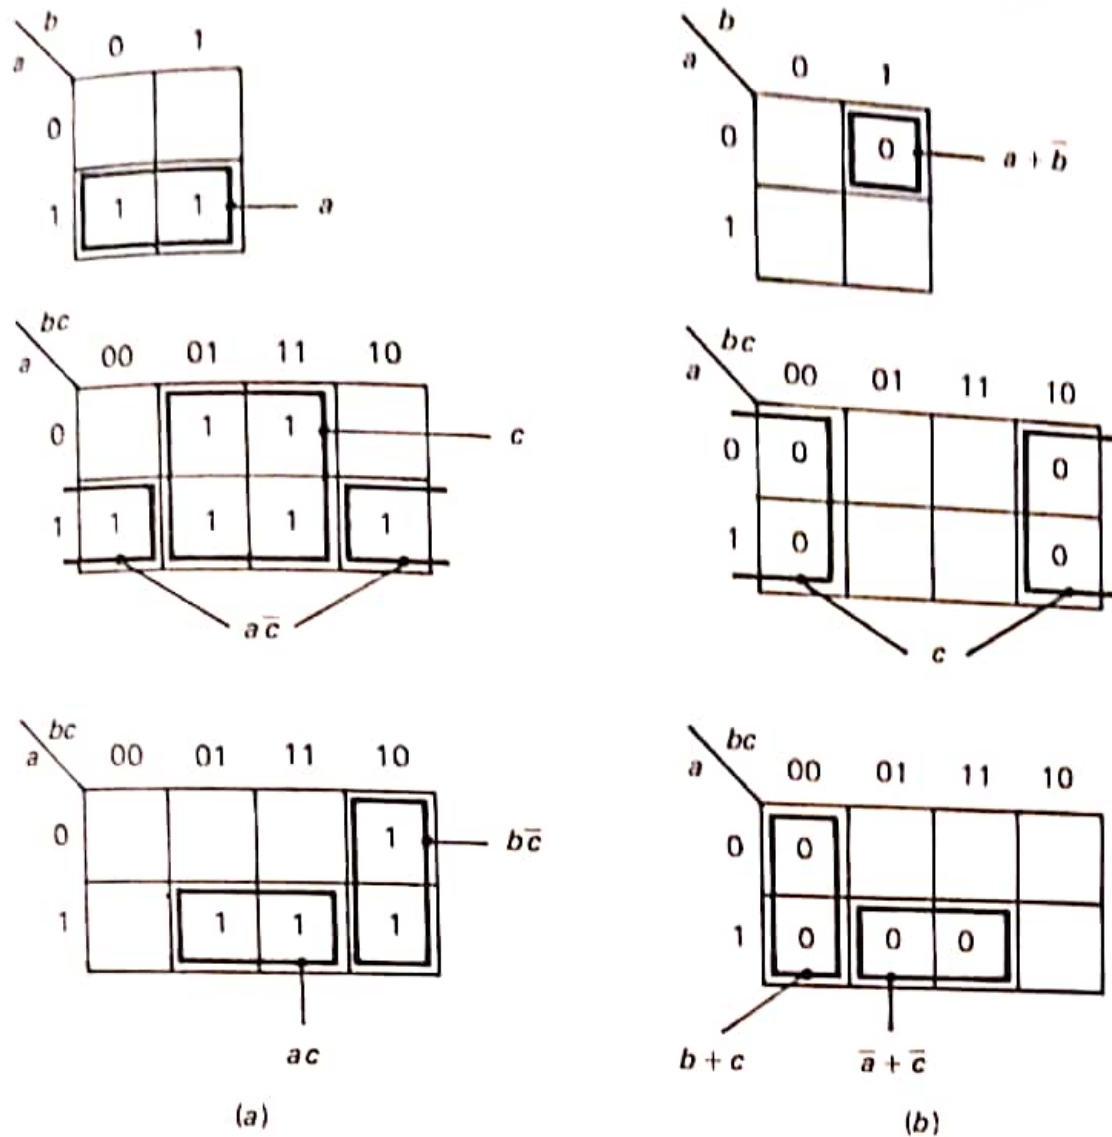 b
a 0 1
0
1 1 1 a
b
a 0 1
0 0 a + b̄
1
bc
a 00 01 11 10
0 1 1 c
1 1 1 1 1
a c̄
bc
a 00 01 11 10
0 0 0
1 0 0
c
bc
a 00 01 11 10
0 1 b c̄
1 1 1 1
ac
bc
a 00 01 11 10
0 0
1 0 0 0
b + c ā + c̄
(a)
(b)